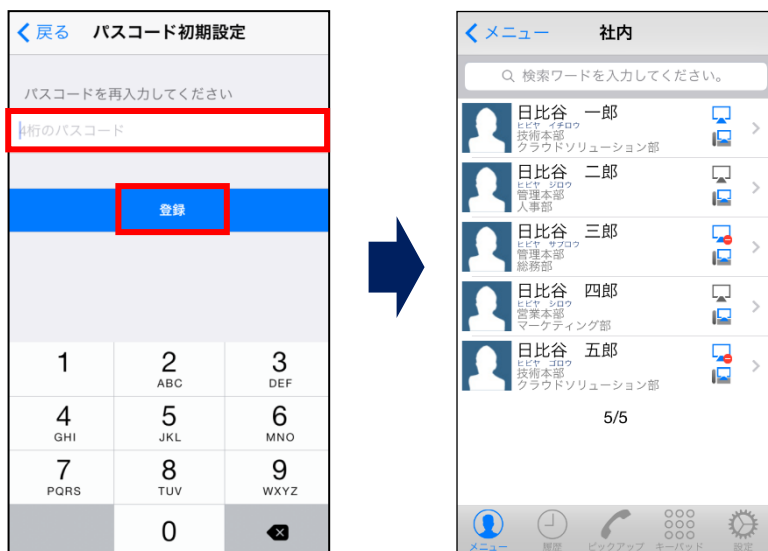 戻る パスコード初期設定
パスコードを再入力してください
4桁のパスコード
登録
1 2 3
ABC DEF
4 5 6
GHI JKL MNO
7 8 9
PQRS TUV WXYZ
0
メニュー 社内
検索ワードを入力してください。
日比谷 一郎
ヒビヤ イチロウ
技術本部
クラウドソリューション部
日比谷 二郎
ヒビヤ ジロウ
管理本部
人事部
日比谷 三郎
ヒビヤ サブロウ
管理本部
総務部
日比谷 四郎
ヒビヤ シロウ
営業本部
マーケティング部
日比谷 五郎
ヒビヤ ゴロウ
技術本部
クラウドソリューション部
5/5
メニュー 履歴 ピックアップ キーパッド 設定